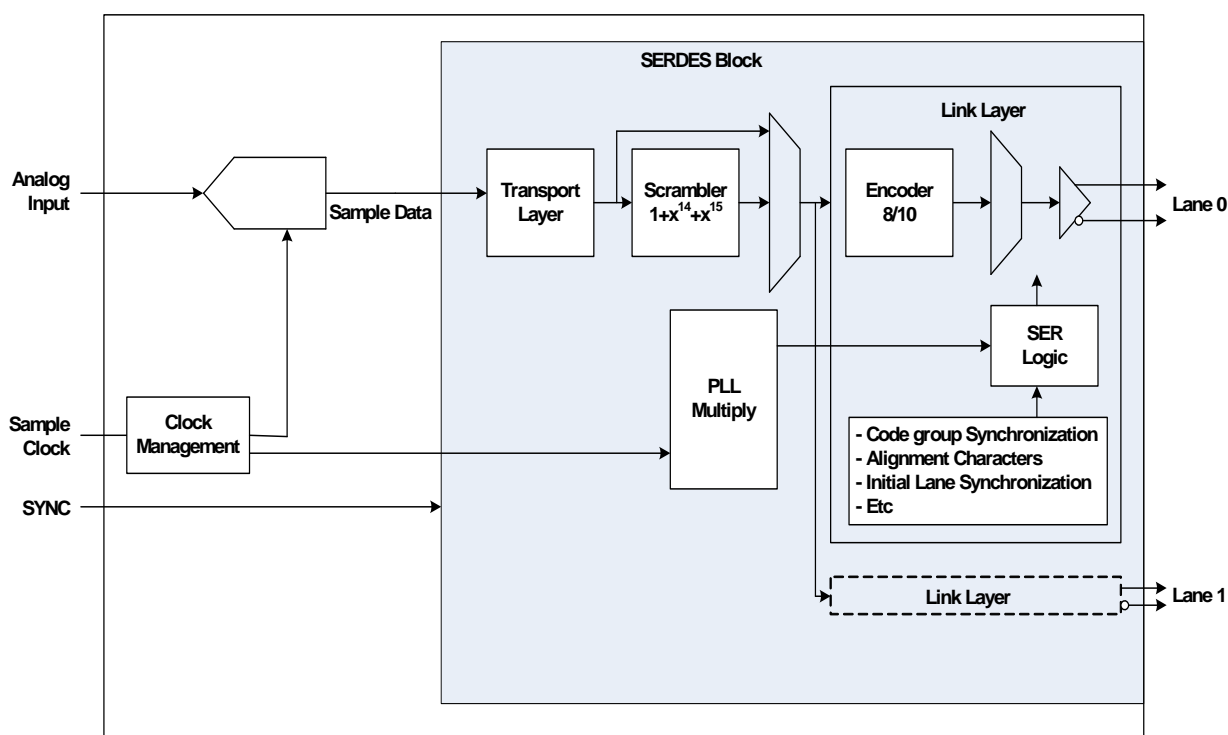 SERDES Block
Link Layer
Analog
Input
Sample Data
Transport
Layer
Scrambler
1+x^14+x^15
Encoder
8/10
Lane 0
SER
Logic
PLL
Multiply
Sample
Clock
Clock
Management
- Code group Synchronization
- Alignment Characters
- Initial Lane Synchronization
- Etc
SYNC
Link Layer
Lane 1